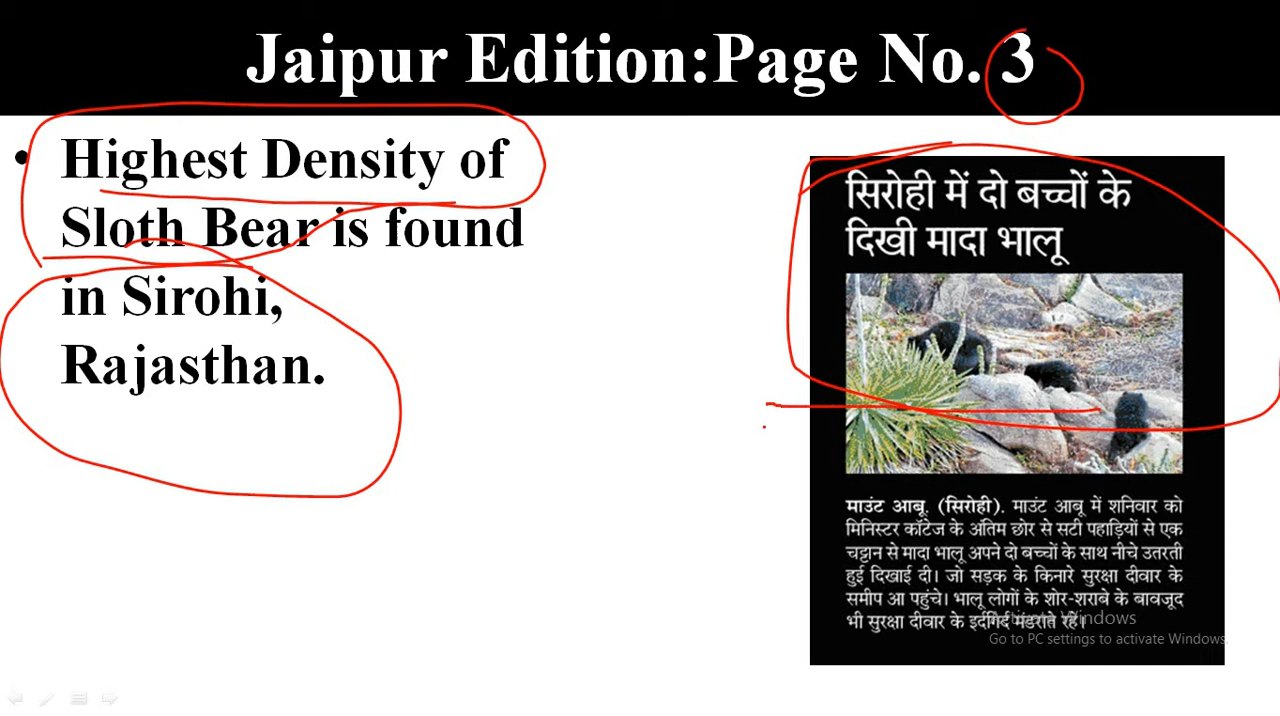 Jaipur Edition:Page No. 3
• Highest Density of
Sloth Bear is found
in Sirohi,
Rajasthan.
सिरोही में दो बच्चों के
दिखी मादा भालू
माउंट आबू. (सिरोही). माउंट आबू में शनिवार को
मिनिस्टर कॉटेज के अंतिम छोर से सटी पहाड़ियों से एक
चट्टान से मादा भालू अपने दो बच्चों के साथ नीचे उतरती
हुई दिखाई दी। जो सड़क के किनारे सुरक्षा दीवार के
समीप आ पहुंचे। भालू लोगों के शोर-शराबे के बावजूद
भी सुरक्षा दीवार के इर्दगिर्द मंडराते रहे।
Activate Windows
Go to PC settings to activate Windows.